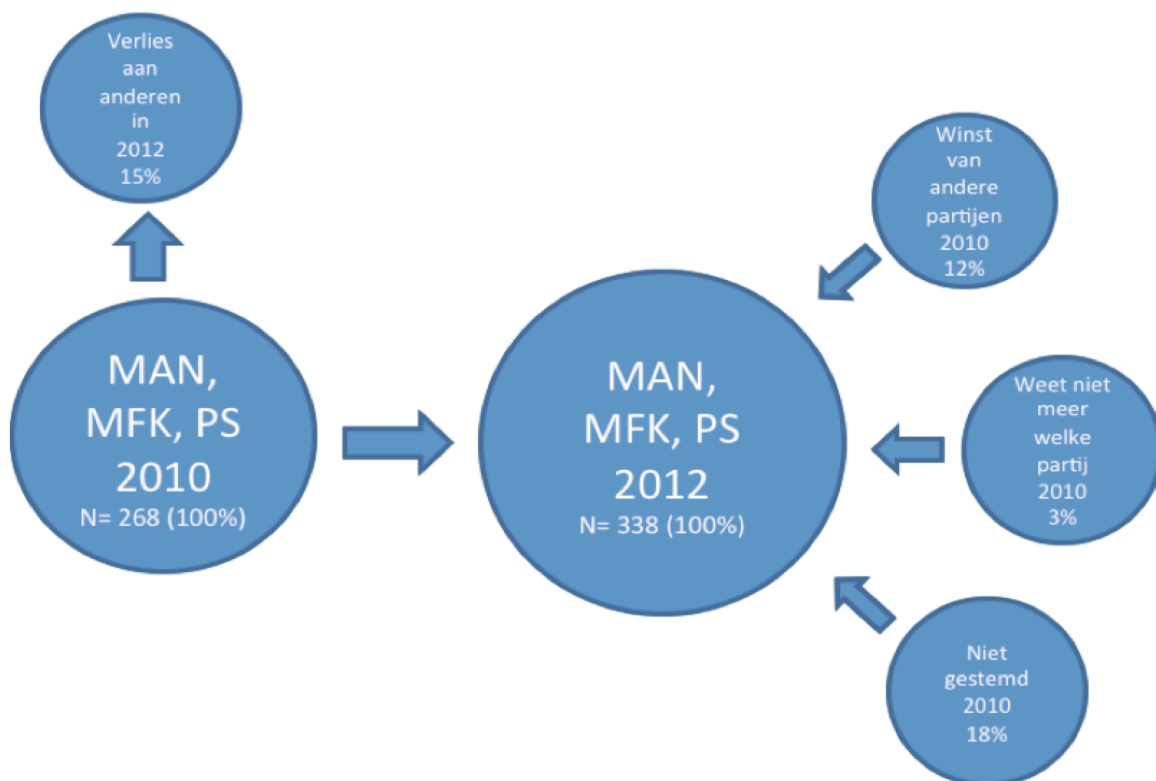 Verlies
aan
anderen
in
2012
15%
MAN,
MFK, PS
2010
N= 268 (100%)
MAN,
MFK, PS
2012
N= 338 (100%)
Winst
van
andere
partijen
2010
12%
Weet niet
meer
welke
partij
2010
3%
Niet
gestemd
2010
18%